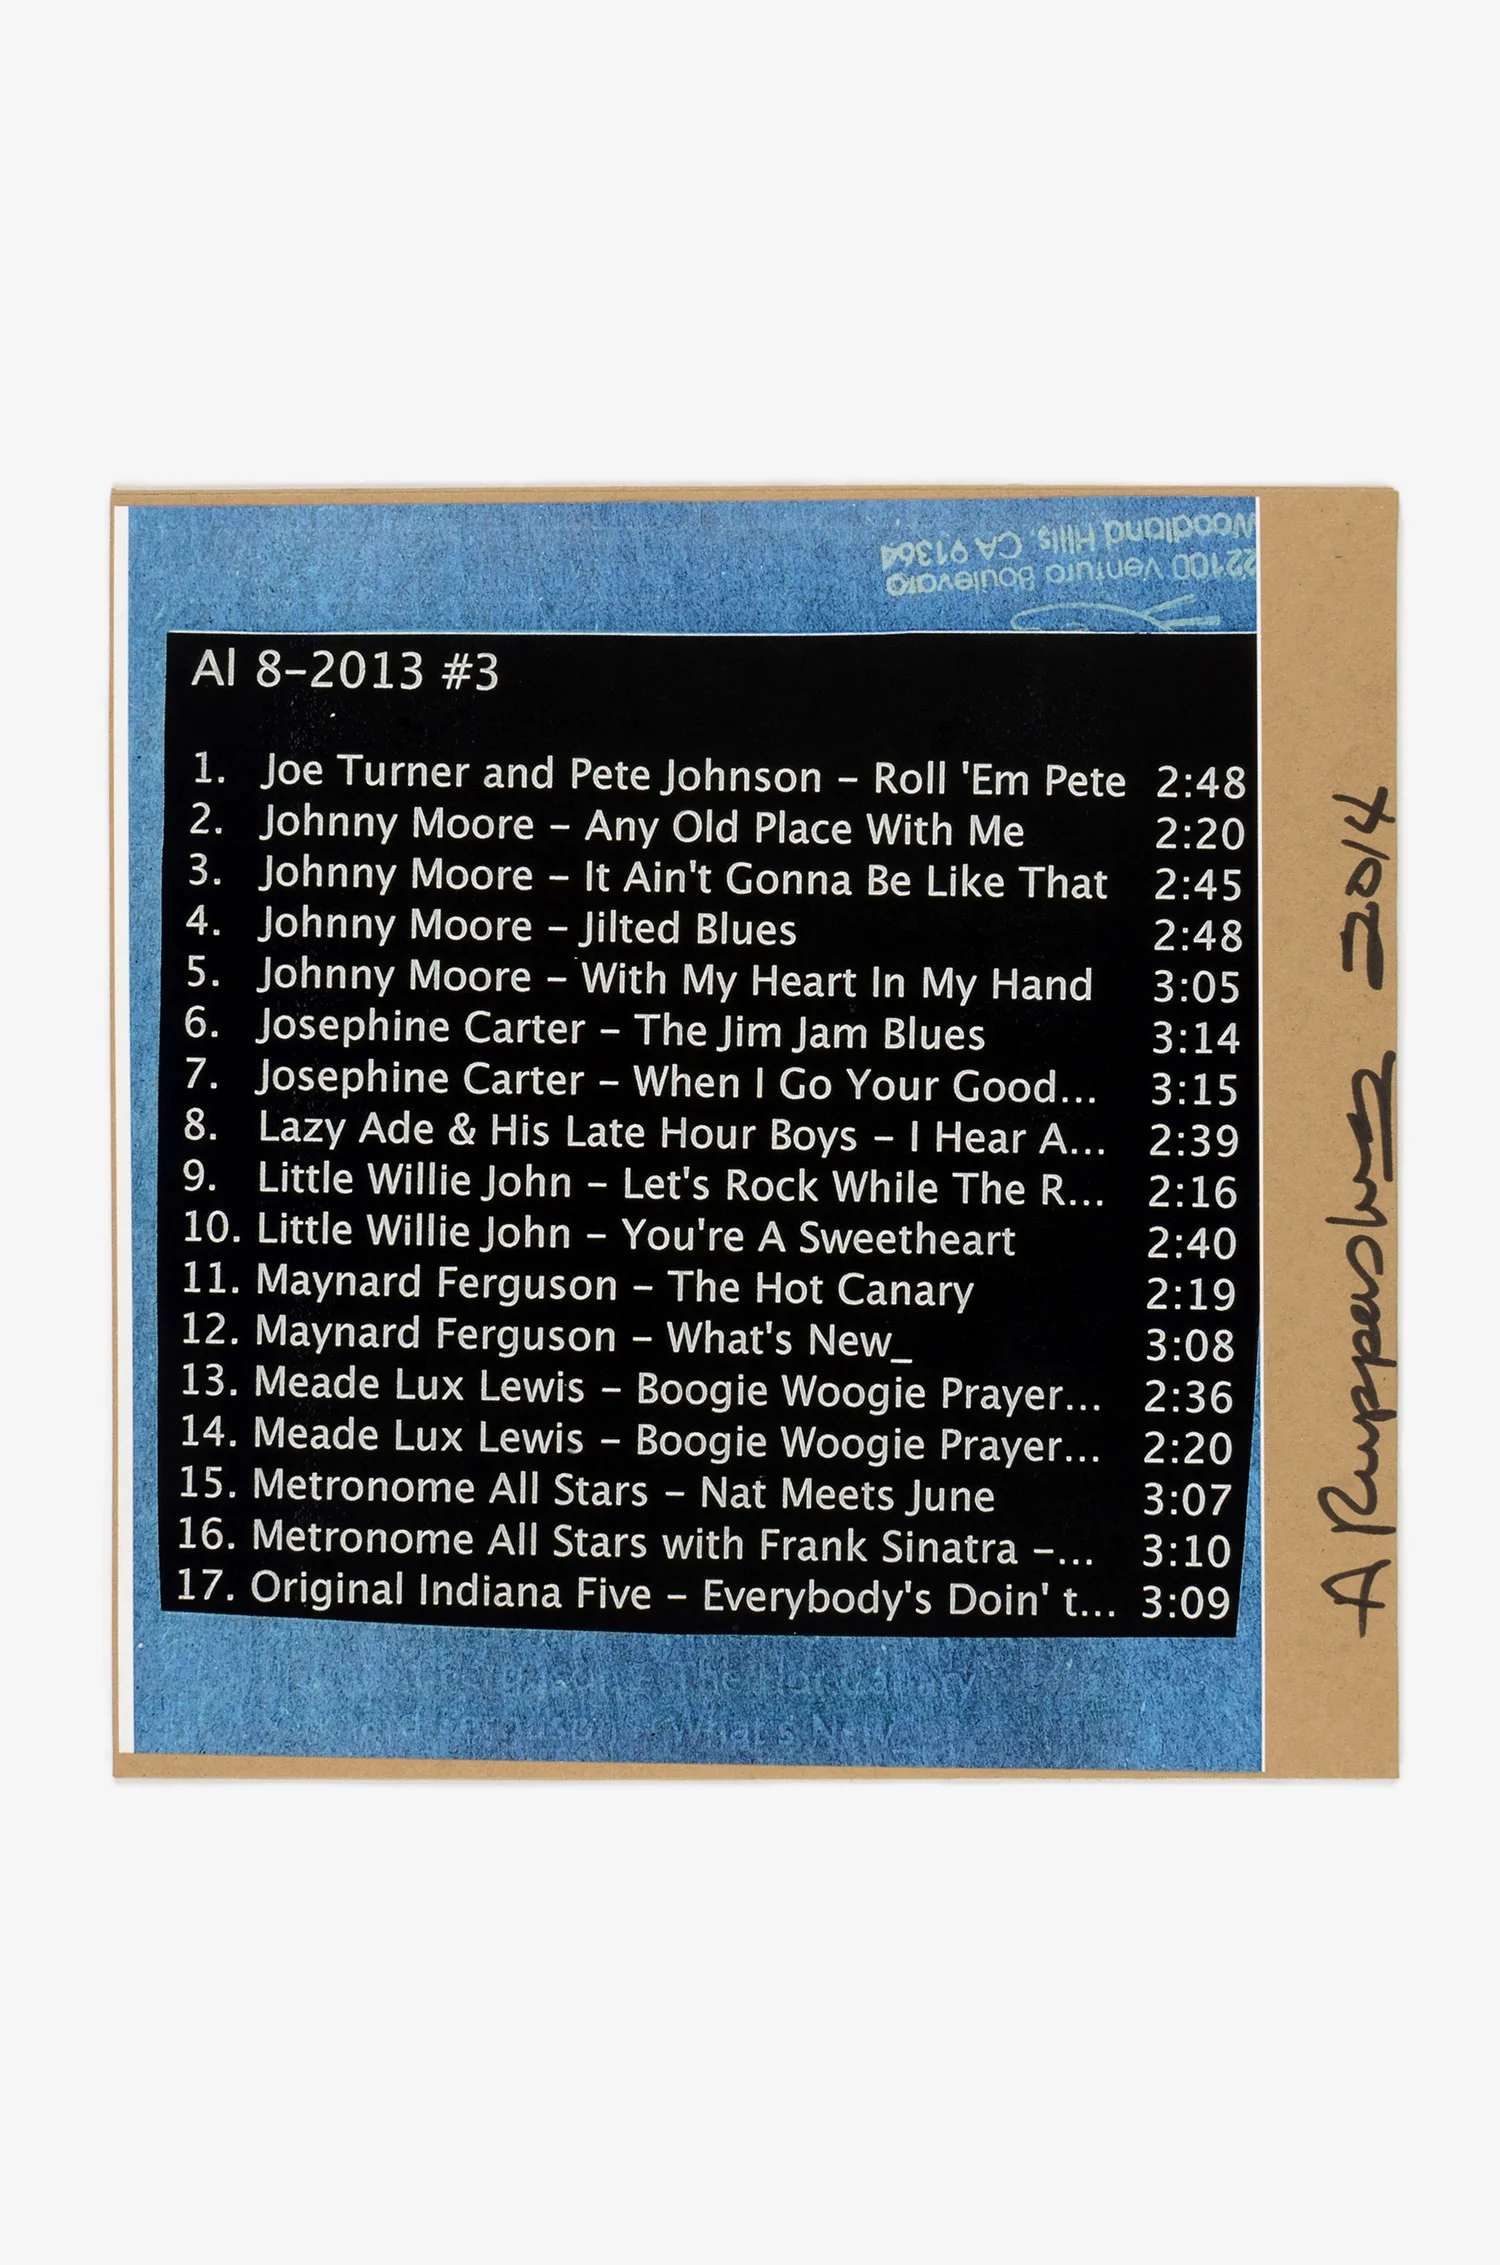 Woodland Hills, CA 91364
22100 Ventura Boulevard
Al 8-2013 #3
1. Joe Turner and Pete Johnson – Roll 'Em Pete 2:48
2. Johnny Moore – Any Old Place With Me 2:20
3. Johnny Moore – It Ain't Gonna Be Like That 2:45
4. Johnny Moore – Jilted Blues 2:48
5. Johnny Moore – With My Heart In My Hand 3:05
6. Josephine Carter – The Jim Jam Blues 3:14
7. Josephine Carter – When I Go Your Good... 3:15
8. Lazy Ade & His Late Hour Boys – I Hear A... 2:39
9. Little Willie John – Let's Rock While The R... 2:16
10. Little Willie John – You're A Sweetheart 2:40
11. Maynard Ferguson – The Hot Canary 2:19
12. Maynard Ferguson – What's New_ 3:08
13. Meade Lux Lewis – Boogie Woogie Prayer... 2:36
14. Meade Lux Lewis – Boogie Woogie Prayer... 2:20
15. Metronome All Stars – Nat Meets June 3:07
16. Metronome All Stars with Frank Sinatra –... 3:10
17. Original Indiana Five – Everybody's Doin' t... 3:09
The Hot Canary
What's New
A Ruppersberg 2014